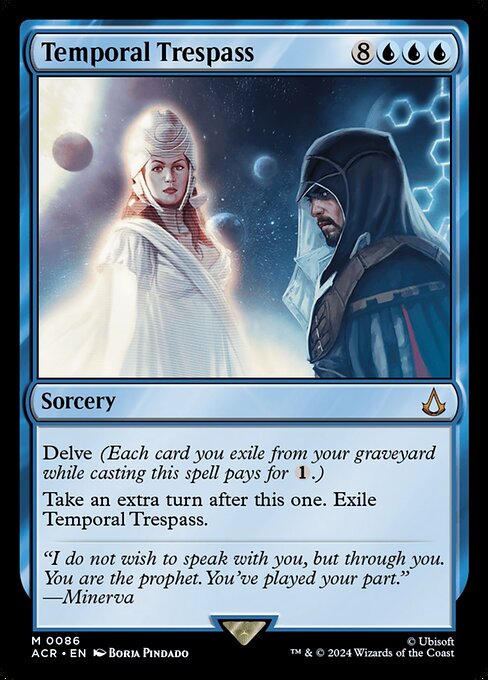 Temporal Trespass 8
Sorcery
Delve (Each card you exile from your graveyard
while casting this spell pays for 1.)
Take an extra turn after this one. Exile
Temporal Trespass.
“I do not wish to speak with you, but through you.
You are the prophet. You’ve played your part.”
—Minerva
M 0086
ACR • EN Borja Pindado
© Ubisoft
™ & © 2024 Wizards of the Coast